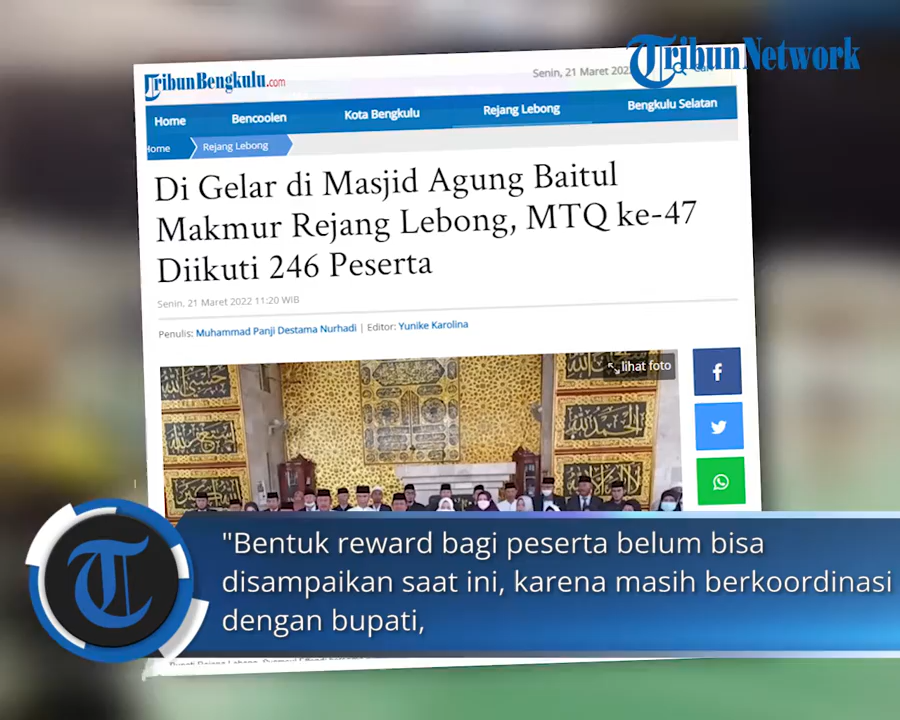 Tribun Network
TribunBengkulu.com
Senin, 21 Maret 202
Home Bencoolen Kota Bengkulu Rejang Lebong Bengkulu Selatan
Home Rejang Lebong
Di Gelar di Masjid Agung Baitul
Makmur Rejang Lebong, MTQ ke-47
Diikuti 246 Peserta
Senin, 21 Maret 2022 11:20 WIB
Penulis: Muhammad Panji Destama Nurhadi | Editor: Yunike Karolina
lihat foto
"Bentuk reward bagi peserta belum bisa
disampaikan saat ini, karena masih berkoordinasi
dengan bupati,